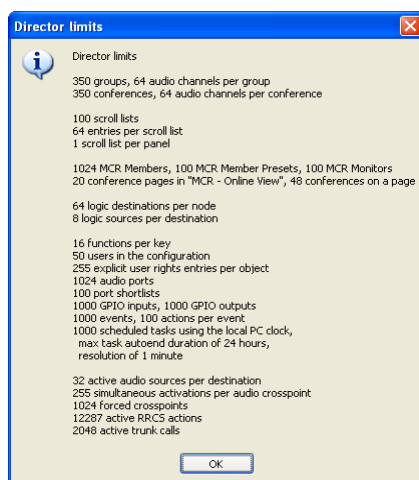 Director limits
Director limits
350 groups, 64 audio channels per group
350 conferences, 64 audio channels per conference
100 scroll lists
64 entries per scroll list
1 scroll list per panel
1024 MCR Members, 100 MCR Member Presets, 100 MCR Monitors
20 conference pages in "MCR - Online View", 48 conferences on a page
64 logic destinations per node
8 logic sources per destination
16 functions per key
50 users in the configuration
255 explicit user rights entries per object
1024 audio ports
100 port shortlists
1000 GPIO inputs, 1000 GPIO outputs
1000 events, 100 actions per event
1000 scheduled tasks using the local PC clock,
max task autoend duration of 24 hours,
resolution of 1 minute
32 active audio sources per destination
255 simultaneous activations per audio crosspoint
1024 forced crosspoints
12287 active RRCS actions
2048 active trunk calls
OK